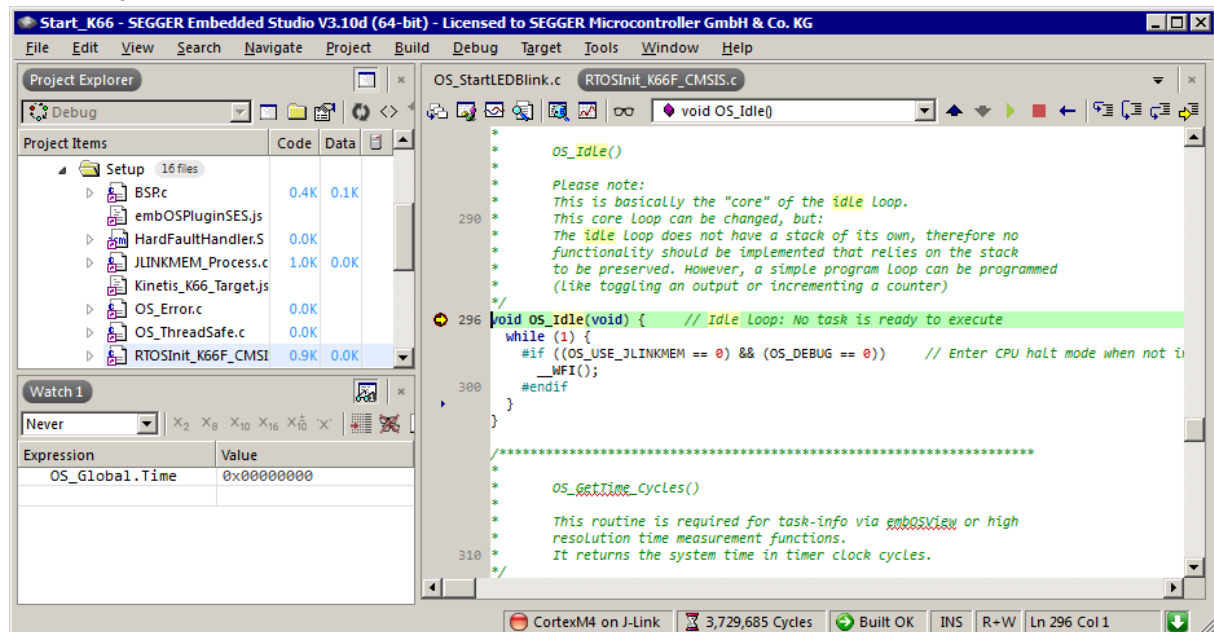 Start_K66 - SEGGER Embedded Studio V3.10d (64-bit) - Licensed to SEGGER Microcontroller GmbH & Co. KG
File Edit View Search Navigate Project Build Debug Target Tools Window Help
Project Explorer
Debug
Project Items Code Data
Setup 16 files
BSP.c 0.4K 0.1K
embOSPluginSES.js
HardFaultHandler.S 0.0K
JLINKMEM_Process.c 1.0K 0.0K
Kinetis_K66_Target.js
OS_Error.c 0.0K
OS_ThreadSafe.c 0.0K
RTOSInit_K66F_CMSI 0.9K 0.0K
Watch 1
Never X2 X8 X10 X16 X±10 'X'
Expression Value
OS_Global.Time 0x00000000
OS_StartLEDBlink.c RTOSInit_K66F_CMSIS.c
void OS_Idle()
*
* OS_Idle()
*
* Please note:
* This is basically the "core" of the idle loop.
290 * This core loop can be changed, but:
* The idle loop does not have a stack of its own, therefore no
* functionality should be implemented that relies on the stack
* to be preserved. However, a simple program loop can be programmed
* (like toggling an output or incrementing a counter)
*/
296 void OS_Idle(void) { // Idle loop: No task is ready to execute
while (1) {
#if ((OS_USE_JLINKMEM == 0) && (OS_DEBUG == 0)) // Enter CPU halt mode when not i
__WFI();
300 #endif
}
}
/**********************************************************************
*
* OS_GetTime_Cycles()
*
* This routine is required for task-info via embOSView or high
* resolution time measurement functions.
310 * It returns the system time in timer clock cycles.
*/
CortexM4 on J-Link 3,729,685 Cycles Built OK INS R+W Ln 296 Col 1